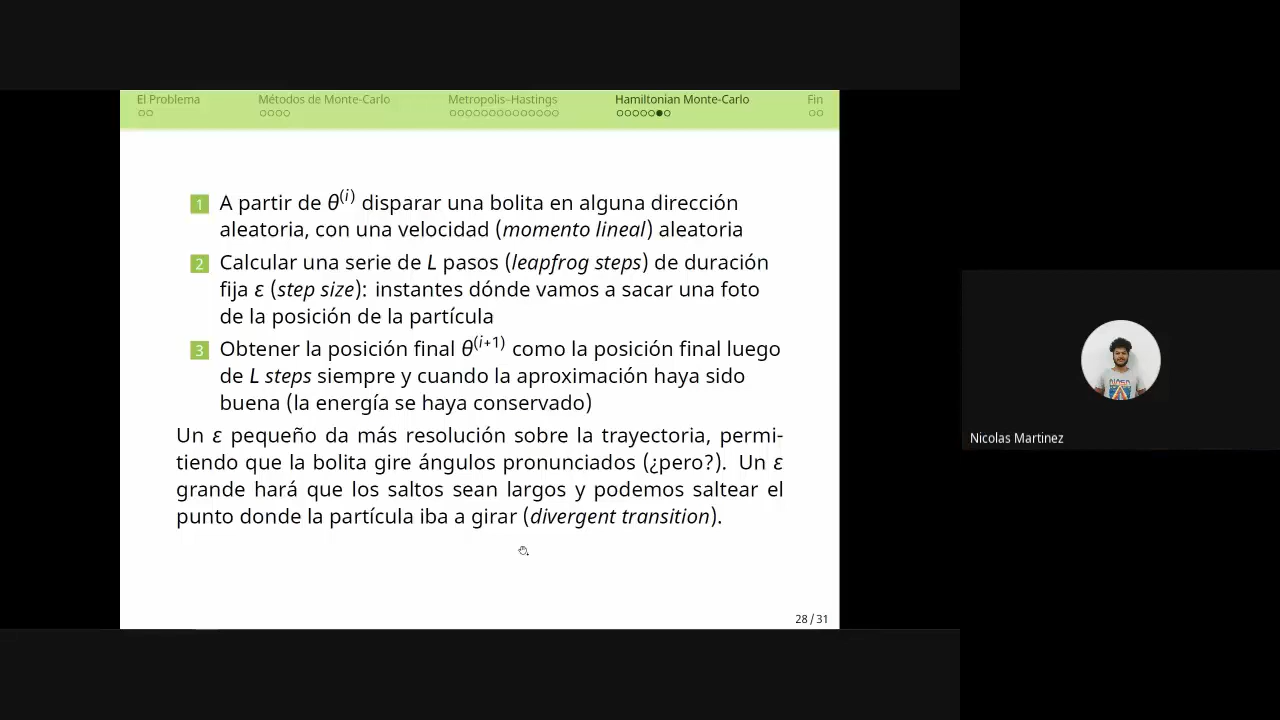 El Problema
Métodos de Monte-Carlo
Metropolis–Hastings
Hamiltonian Monte-Carlo
Fin
1 A partir de θ⁽ⁱ⁾ disparar una bolita en alguna dirección
aleatoria, con una velocidad (momento lineal) aleatoria
2 Calcular una serie de L pasos (leapfrog steps) de duración
fija ε (step size): instantes dónde vamos a sacar una foto
de la posición de la partícula
3 Obtener la posición final θ⁽ⁱ⁺¹⁾ como la posición final luego
de L steps siempre y cuando la aproximación haya sido
buena (la energía se haya conservado)
Un ε pequeño da más resolución sobre la trayectoria, permi-
tiendo que la bolita gire ángulos pronunciados (¿pero?). Un ε
grande hará que los saltos sean largos y podemos saltear el
punto donde la partícula iba a girar (divergent transition).
28 / 31
Nicolas Martinez